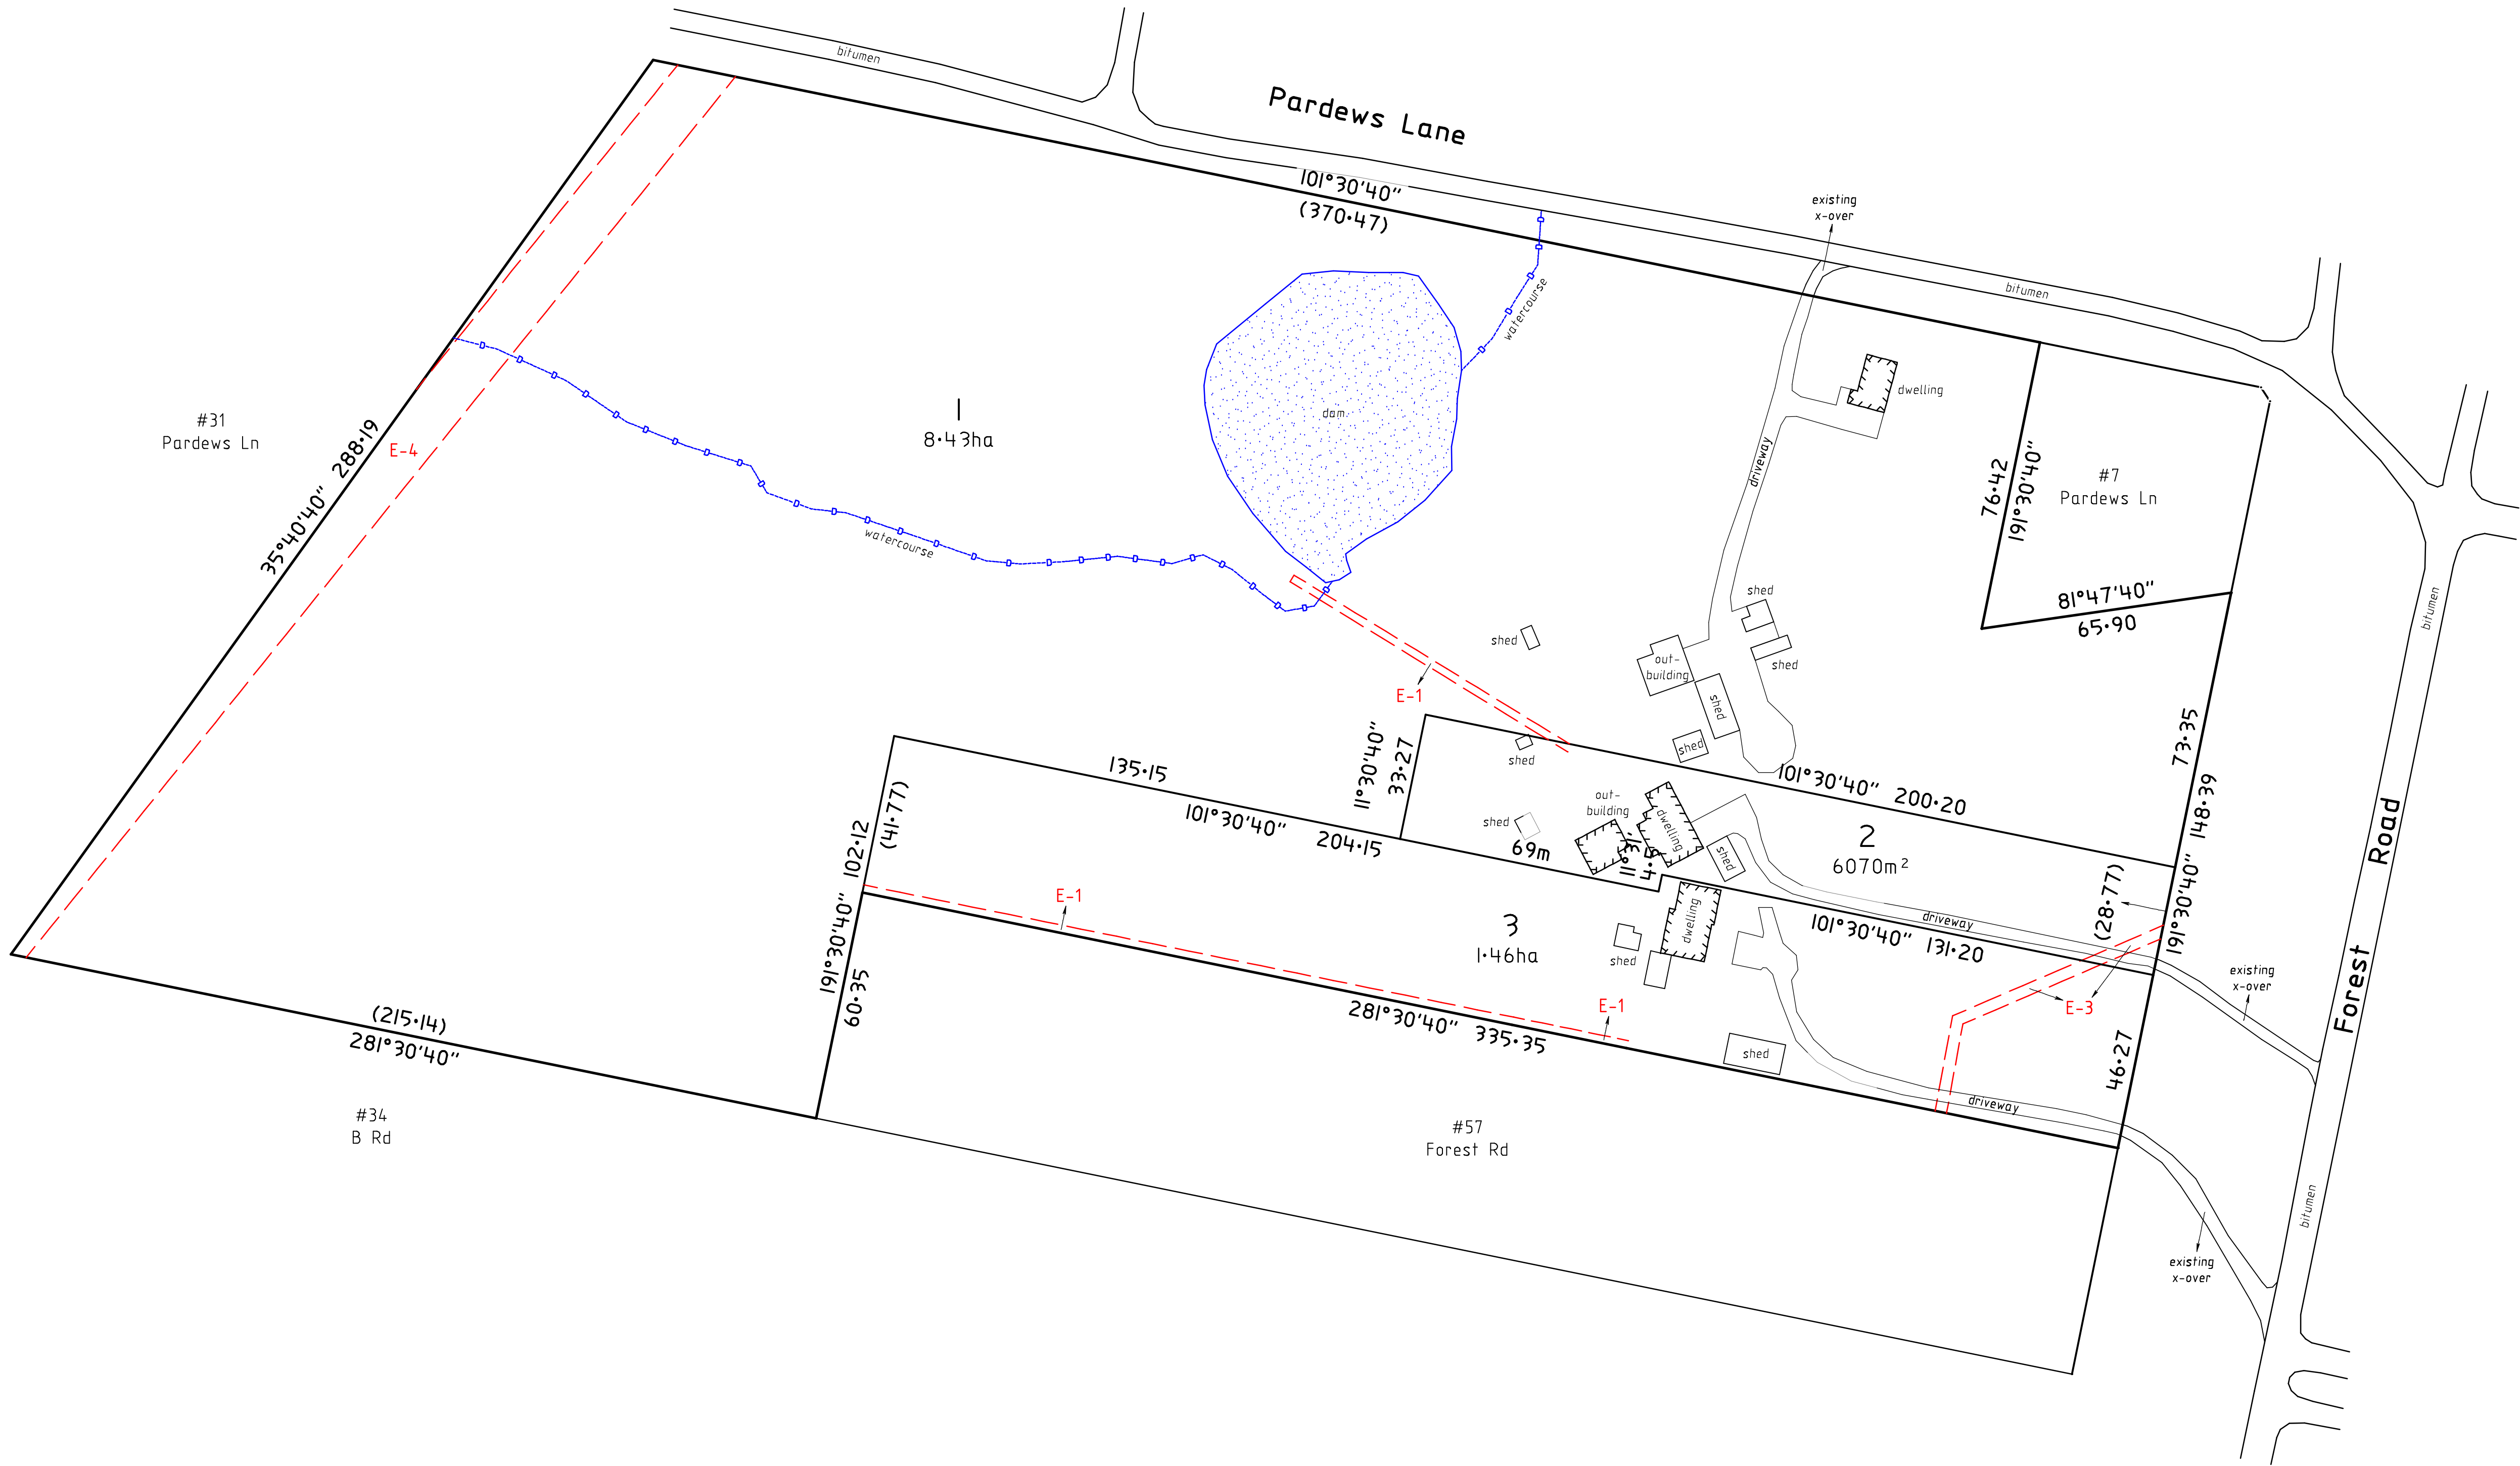 bitumen
Pardews Lane
101°30'40"
(370·47)
existing
x-over
bitumen
watercourse
dam
dwelling
driveway
#31
Pardews Ln
35°40'40" 288·19
E-4
1
8·43ha
watercourse
76·42
191°30'40"
#7
Pardews Ln
81°47'40"
65·90
bitumen
shed
shed
out-
building
shed
shed
shed
E-1
11°30'40"
33·27
shed
101°30'40" 200·20
73·35
148·39
191°30'40"
135·15
101°30'40" 204·15
(41·77)
102·12
191°30'40"
60·35
out-
building
dwelling
shed
shed
69m
2
6070m²
(28·77)
driveway
101°30'40" 131·20
Forest Road
E-1
3
1·46ha
dwelling
shed
E-1
281°30'40" 335·35
shed
E-3
existing
x-over
46·27
driveway
(215·14)
281°30'40"
#34
B Rd
#57
Forest Rd
bitumen
existing
x-over